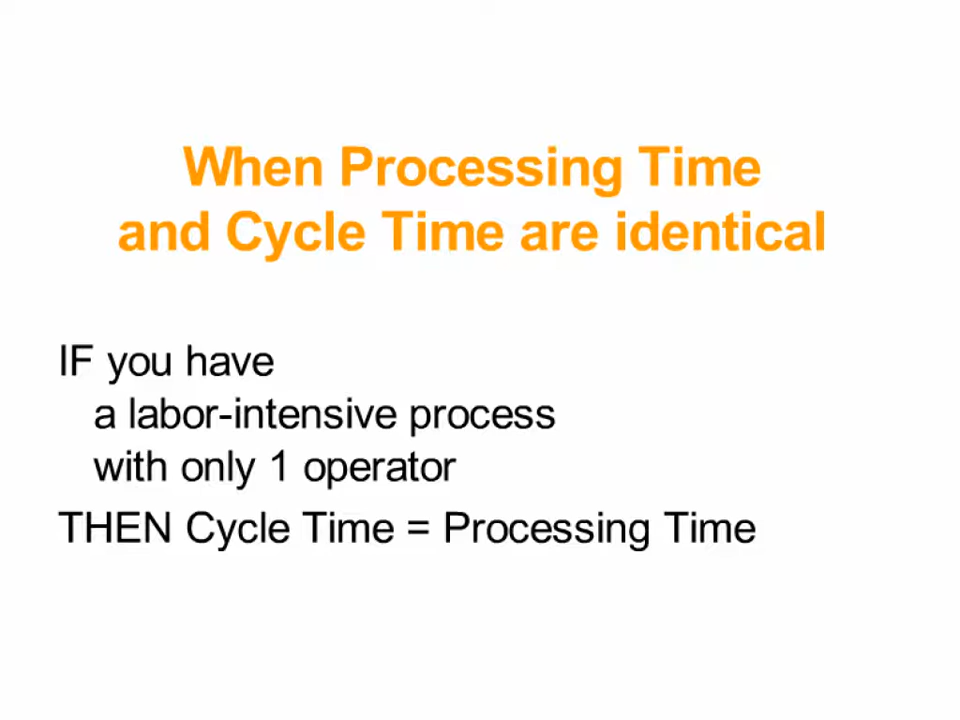 When Processing Time
and Cycle Time are identical
IF you have
a labor-intensive process
with only 1 operator
THEN Cycle Time = Processing Time